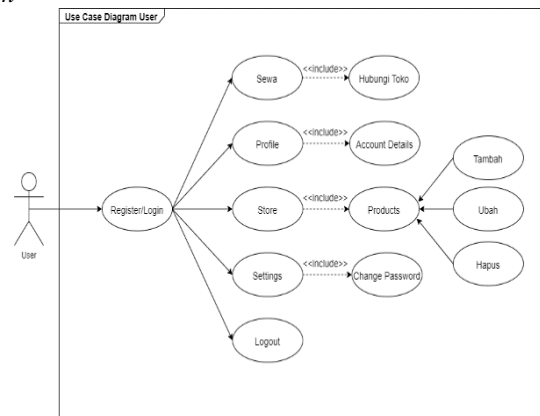 Use Case Diagram User
<<include>>
Sewa
Hubungi Toko
<<include>>
Profile
Account Details
Tambah
<<include>>
Register/Login
Store
Products
Ubah
User
<<include>>
Settings
Change Password
Hapus
Logout